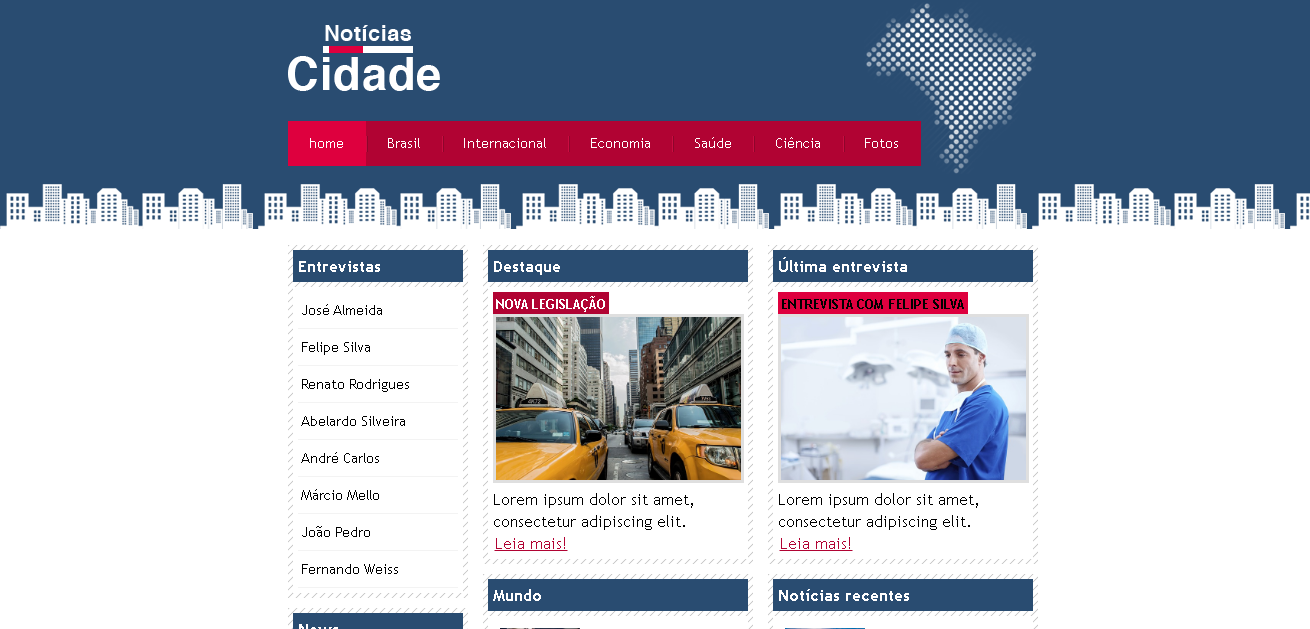 Notícias
Cidade
home Brasil Internacional Economia Saúde Ciência Fotos
Entrevistas
José Almeida
Felipe Silva
Renato Rodrigues
Abelardo Silveira
André Carlos
Márcio Mello
João Pedro
Fernando Weiss
News
Destaque
NOVA LEGISLAÇÃO
Lorem ipsum dolor sit amet,
consectetur adipiscing elit.
Leia mais!
Mundo
Última entrevista
ENTREVISTA COM FELIPE SILVA
Lorem ipsum dolor sit amet,
consectetur adipiscing elit.
Leia mais!
Notícias recentes